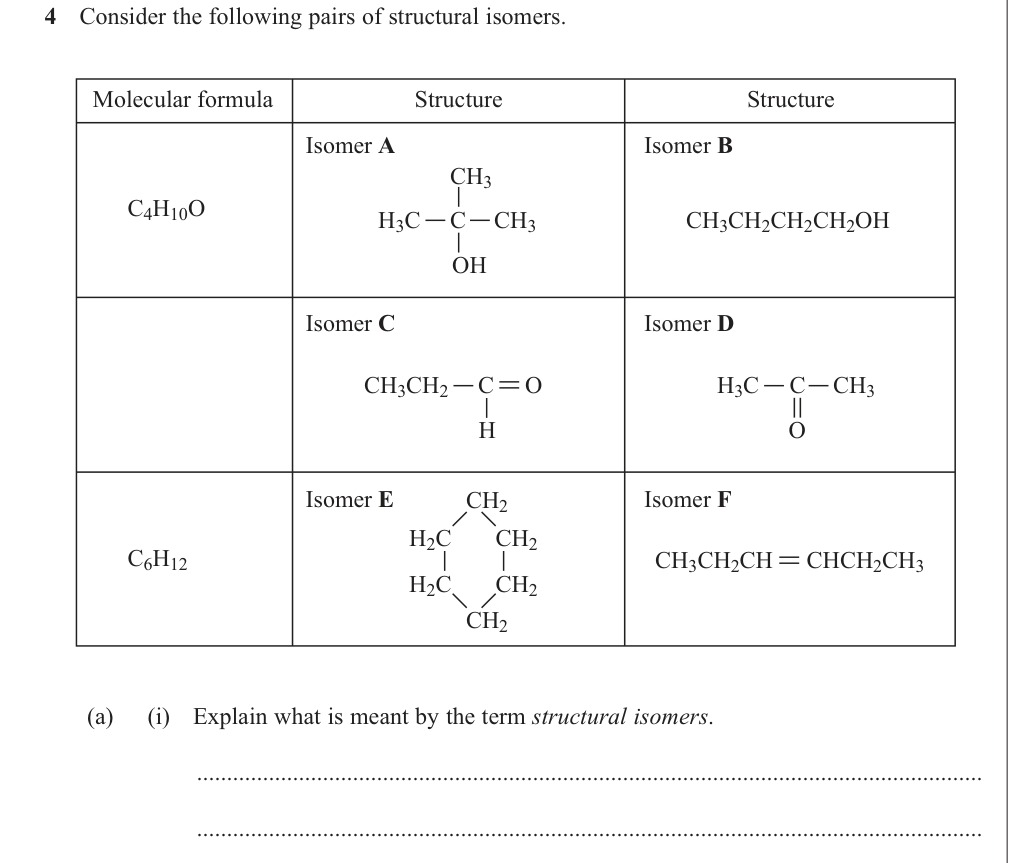 4 Consider the following pairs of structural isomers.
Molecular formula Structure Structure
Isomer A Isomer B
CH₃
C₄H₁₀O H₃C — C — CH₃ CH₃CH₂CH₂CH₂OH
|
OH
Isomer C Isomer D
CH₃CH₂ — C = O H₃C — C — CH₃
| ||
H O
Isomer E CH₂ Isomer F
H₂C CH₂
C₆H₁₂ CH₃CH₂CH = CHCH₂CH₃
H₂C CH₂
CH₂
(a) (i) Explain what is meant by the term structural isomers.